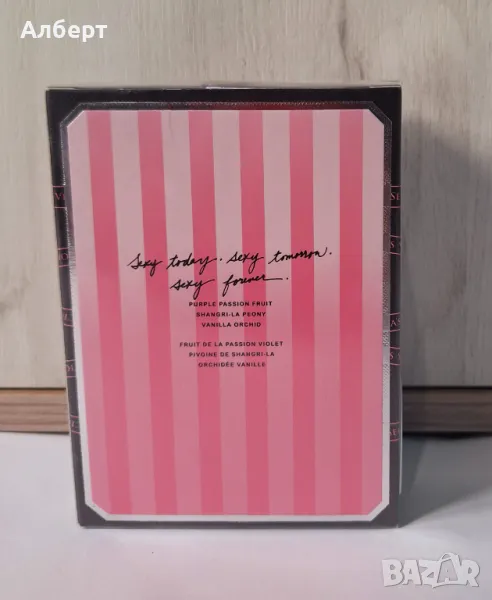 Алберт
Sexy today. Sexy tomorrow.
Sexy forever.
PURPLE PASSION FRUIT
SHANGRI-LA PEONY
VANILLA ORCHID
FRUIT DE LA PASSION VIOLET
PIVOINE DE SHANGRI-LA
ORCHIDÉE VANILLE
BAZAR